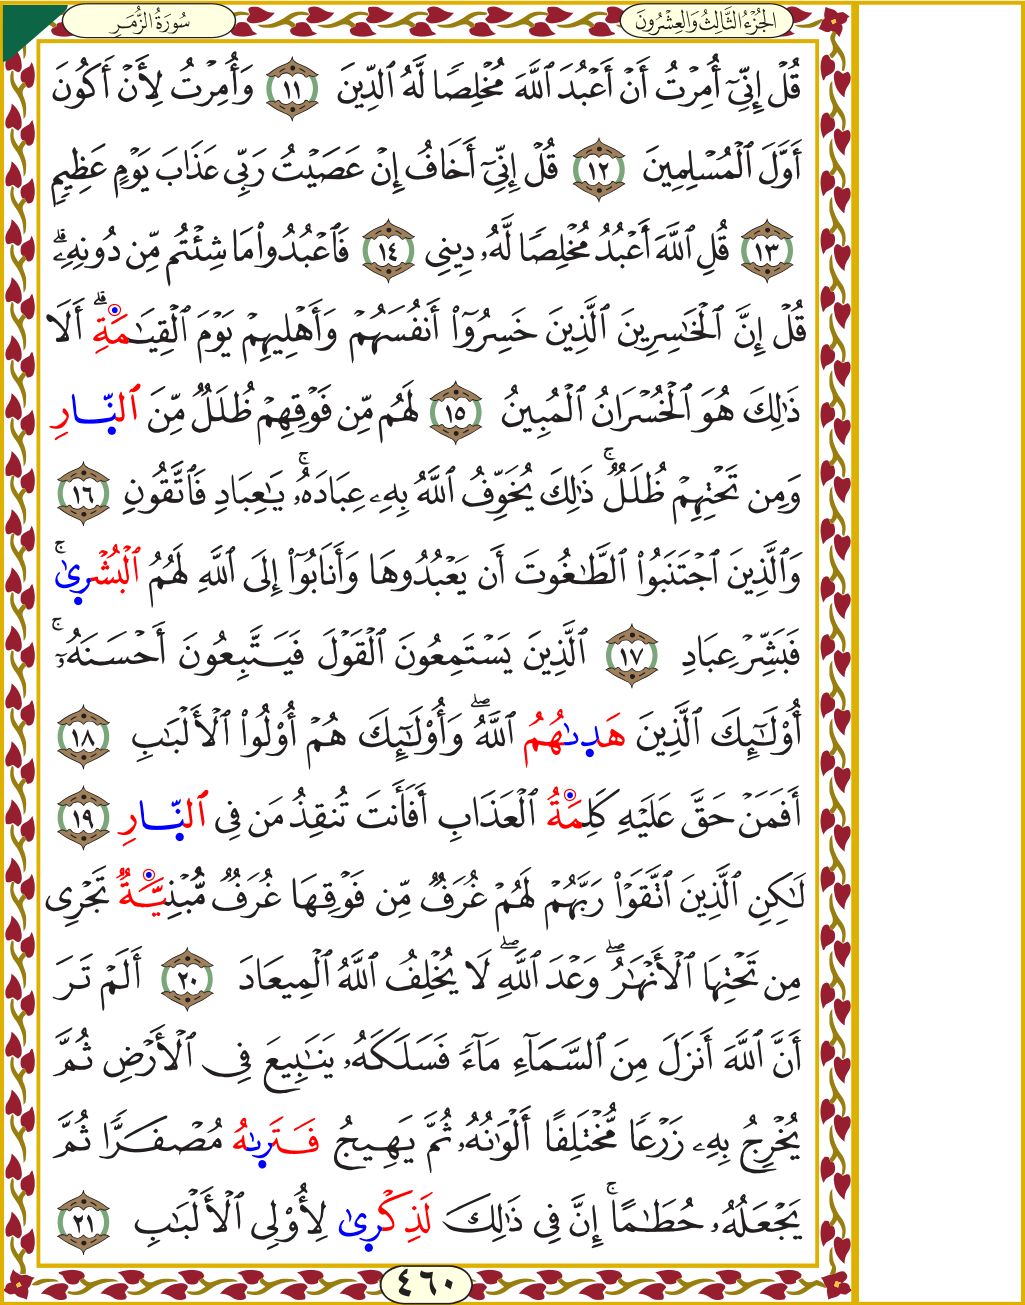 الجُزْءُ الثَّالِثُ وَالعِشْرُونَ
سُورَةُ الزُّمَرِ
قُلْ إِنِّيٓ أُمِرْتُ أَنْ أَعْبُدَ ٱللَّهَ مُخْلِصٗا لَّهُ ٱلدِّينَ ١١ وَأُمِرْتُ لِأَنْ أَكُونَ
أَوَّلَ ٱلْمُسْلِمِينَ ١٢ قُلْ إِنِّيٓ أَخَافُ إِنْ عَصَيْتُ رَبِّي عَذَابَ يَوْمٍ عَظِيمٖ
١٣ قُلِ ٱللَّهَ أَعْبُدُ مُخْلِصٗا لَّهُۥ دِينِي ١٤ فَٱعْبُدُوا۟ مَا شِئْتُم مِّن دُونِهِۦۗ
قُلْ إِنَّ ٱلْخَٰسِرِينَ ٱلَّذِينَ خَسِرُوٓا۟ أَنفُسَهُمْ وَأَهْلِيهِمْ يَوْمَ ٱلْقِيَٰمَةِۗ أَلَا
ذَٰلِكَ هُوَ ٱلْخُسْرَانُ ٱلْمُبِينُ ١٥ لَهُم مِّن فَوْقِهِمْ ظُلَلٞ مِّنَ ٱلنَّارِ
وَمِن تَحْتِهِمْ ظُلَلٞۚ ذَٰلِكَ يُخَوِّفُ ٱللَّهُ بِهِۦ عِبَادَهُۥۚ يَٰعِبَادِ فَٱتَّقُونِ ١٦
وَٱلَّذِينَ ٱجْتَنَبُوا۟ ٱلطَّٰغُوتَ أَن يَعْبُدُوهَا وَأَنَابُوٓا۟ إِلَى ٱللَّهِ لَهُمُ ٱلْبُشْرَىٰۚ
فَبَشِّرْ عِبَادِ ١٧ ٱلَّذِينَ يَسْتَمِعُونَ ٱلْقَوْلَ فَيَتَّبِعُونَ أَحْسَنَهُۥٓۚ
أُو۟لَٰٓئِكَ ٱلَّذِينَ هَدَىٰهُمُ ٱللَّهُۖ وَأُو۟لَٰٓئِكَ هُمْ أُو۟لُوا۟ ٱلْأَلْبَٰبِ ١٨
أَفَمَنْ حَقَّ عَلَيْهِ كَلِمَةُ ٱلْعَذَابِ أَفَأَنتَ تُنقِذُ مَن فِي ٱلنَّارِ ١٩
لَٰكِنِ ٱلَّذِينَ ٱتَّقَوْا۟ رَبَّهُمْ لَهُمْ غُرَفٞ مِّن فَوْقِهَا غُرَفٞ مَّبْنِيَّةٞ تَجْرِي
مِن تَحْتِهَا ٱلْأَنْهَٰرُۖ وَعْدَ ٱللَّهِۖ لَا يُخْلِفُ ٱللَّهُ ٱلْمِيعَادَ ٢٠ أَلَمْ تَرَ
أَنَّ ٱللَّهَ أَنزَلَ مِنَ ٱلسَّمَآءِ مَآءٗ فَسَلَكَهُۥ يَنَٰبِيعَ فِي ٱلْأَرْضِ ثُمَّ
يُخْرِجُ بِهِۦ زَرْعٗا مُّخْتَلِفًا أَلْوَٰنُهُۥ ثُمَّ يَهِيجُ فَتَرَىٰهُ مُصْفَرّٗا ثُمَّ
يَجْعَلُهُۥ حُطَٰمًاۚ إِنَّ فِي ذَٰلِكَ لَذِكْرَىٰ لِأُو۟لِي ٱلْأَلْبَٰبِ ٢١
٤٦٠